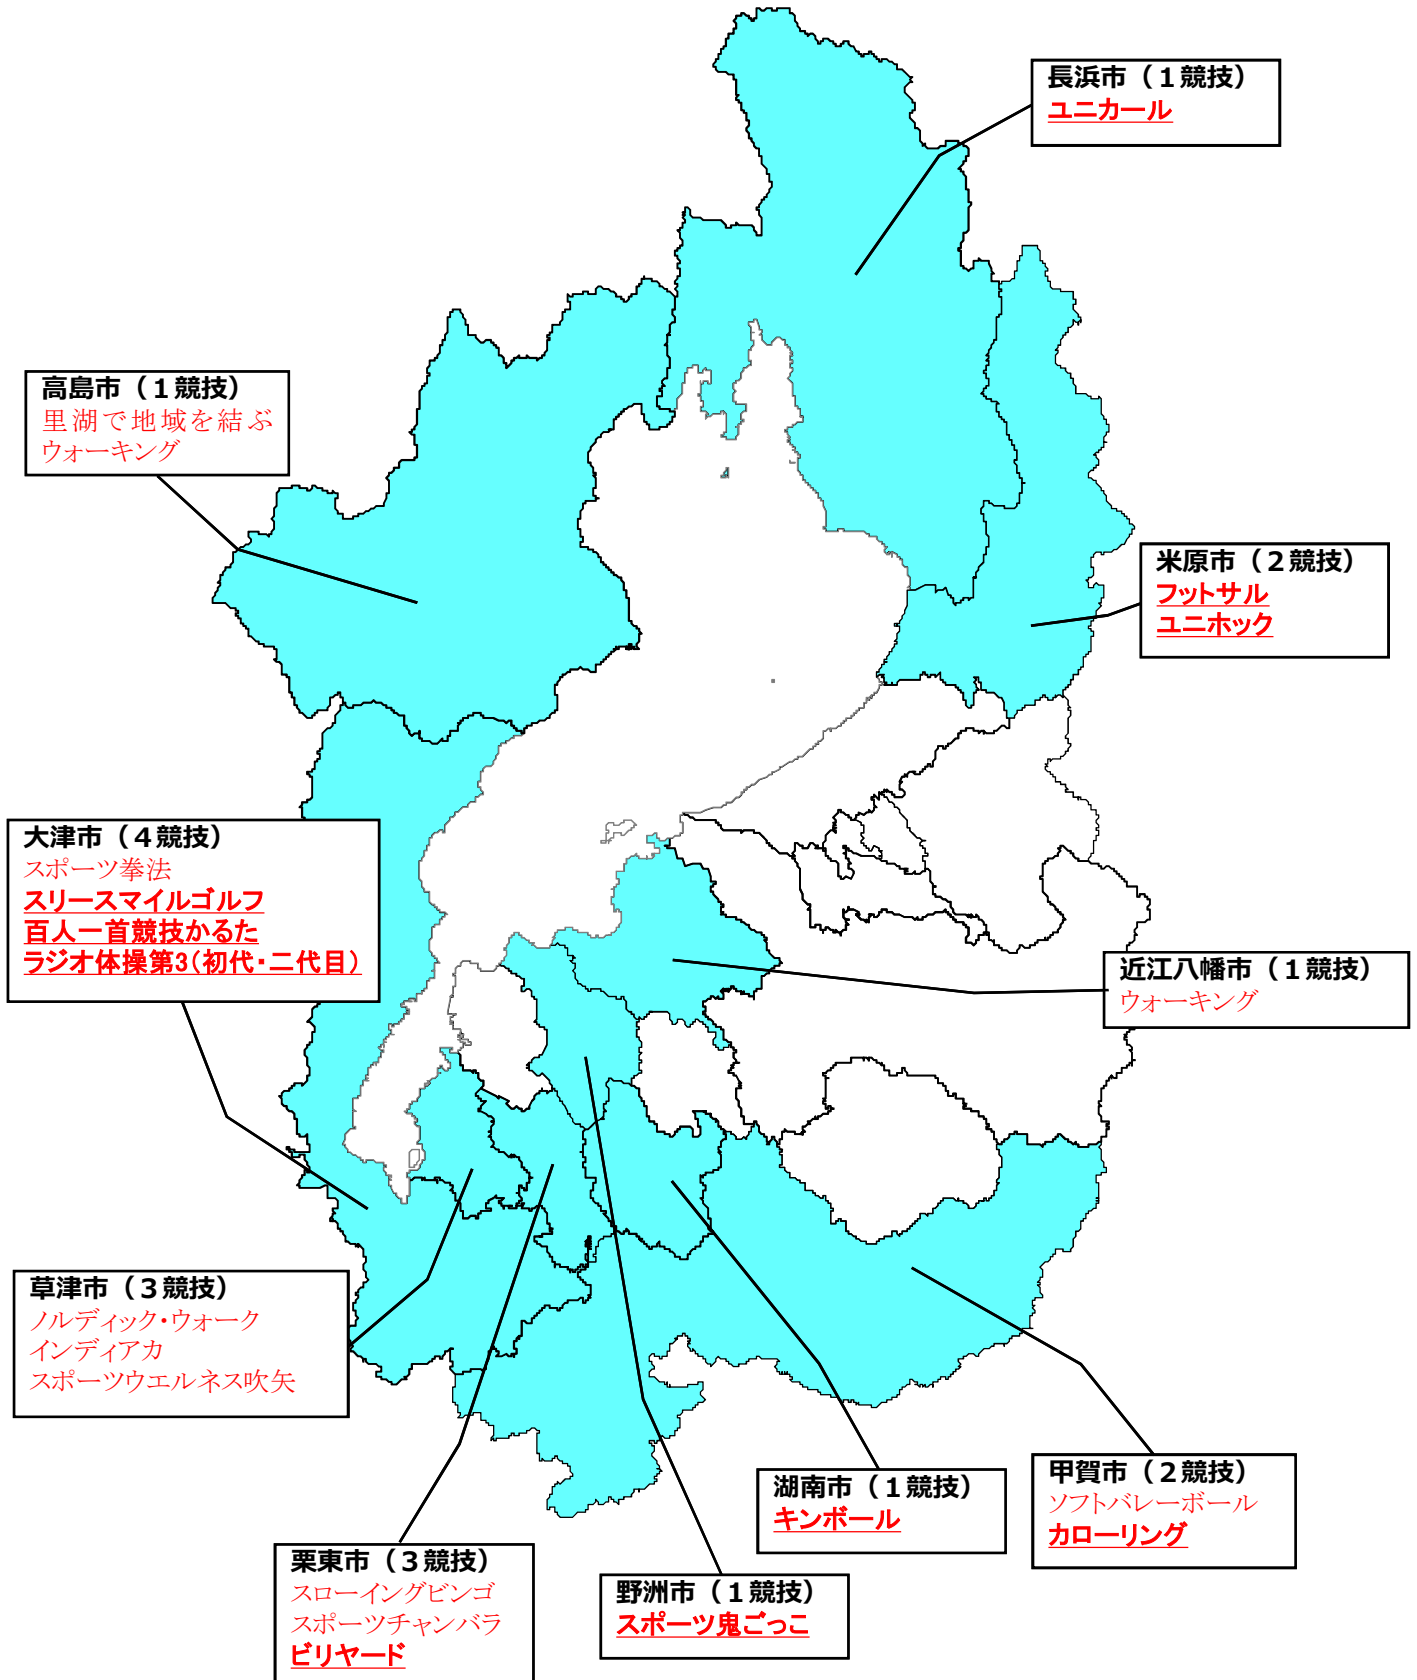 長浜市（１競技）
ユニカール
高島市（１競技）
里湖で地域を結ぶ
ウォーキング
米原市（２競技）
フットサル
ユニホック
大津市（４競技）
スポーツ拳法
スリースマイルゴルフ
百人一首競技かるた
ラジオ体操第3（初代・二代目）
近江八幡市（１競技）
ウォーキング
草津市（３競技）
ノルディック・ウォーク
インディアカ
スポーツウエルネス吹矢
栗東市（３競技）
スローイングビンゴ
スポーツチャンバラ
ビリヤード
野洲市（１競技）
スポーツ鬼ごっこ
湖南市（１競技）
キンボール
甲賀市（２競技）
ソフトバレーボール
カローリング